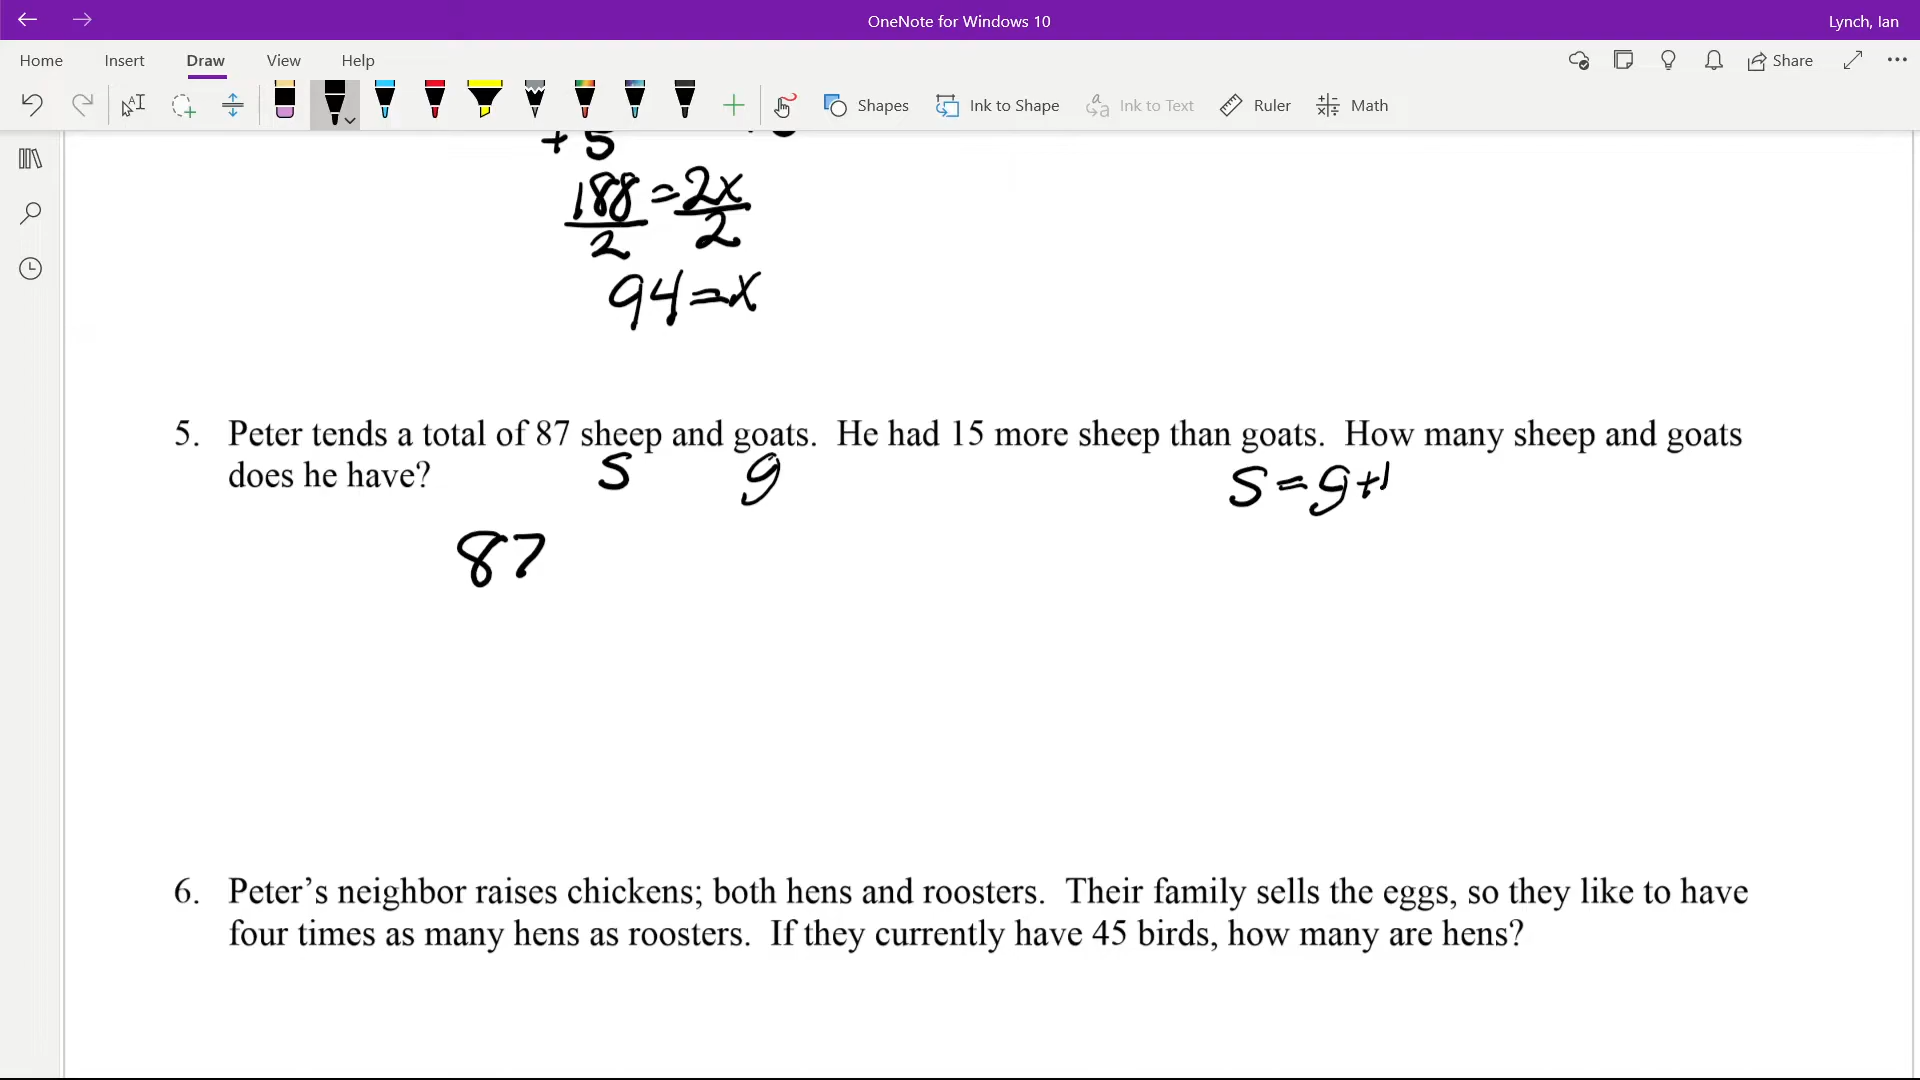 OneNote for Windows 10
Lynch, Ian
Home Insert Draw View Help
Share
Shapes Ink to Shape Ink to Text Ruler Math
+5
188 = 2x
2 2
94 = x
5. Peter tends a total of 87 sheep and goats. He had 15 more sheep than goats. How many sheep and goats
does he have?
s g s = g + 1
87
6. Peter’s neighbor raises chickens; both hens and roosters. Their family sells the eggs, so they like to have
four times as many hens as roosters. If they currently have 45 birds, how many are hens?